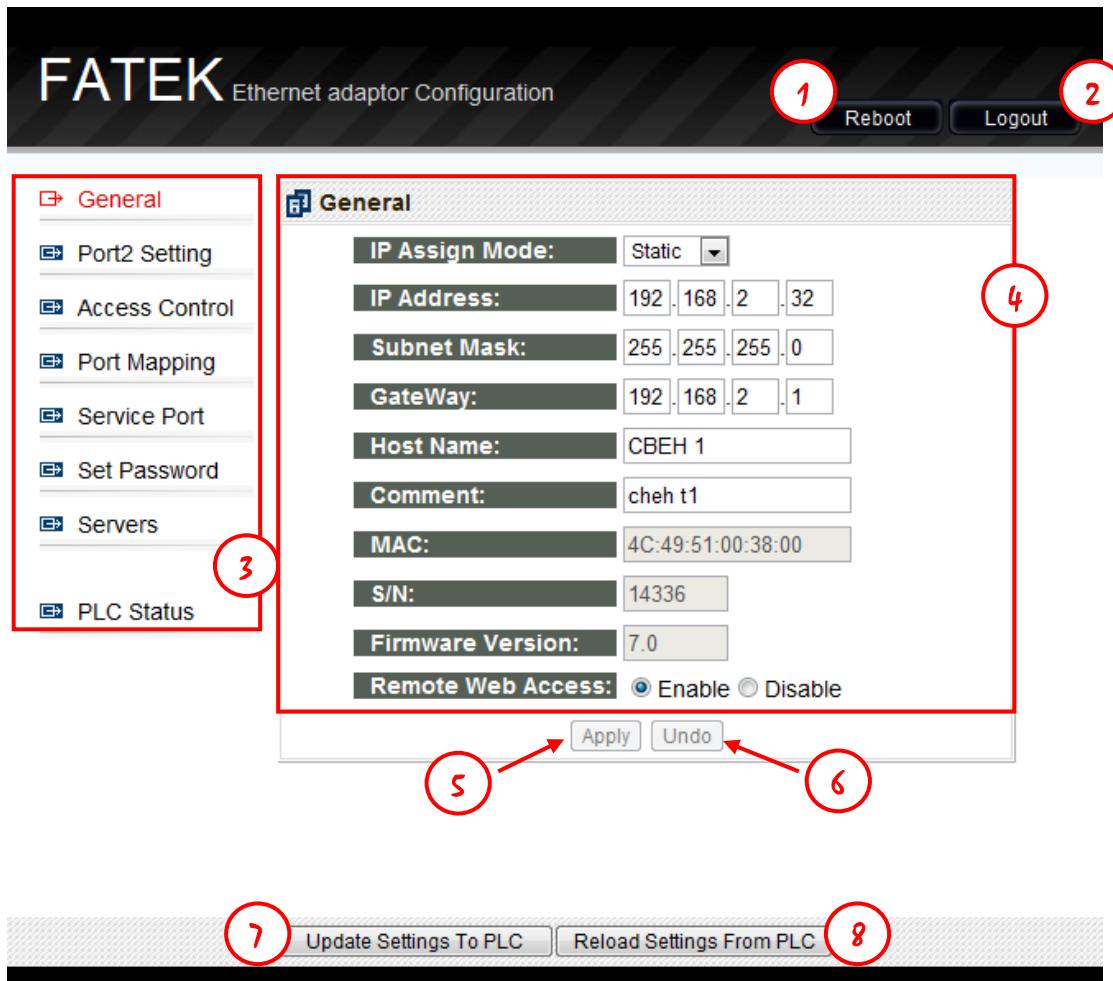 FATEK Ethernet adaptor Configuration
1 Reboot Logout 2
General
Port2 Setting
Access Control
Port Mapping
Service Port
Set Password
Servers
3
PLC Status
General
IP Assign Mode: Static
IP Address: 192 . 168 . 2 . 32
4
Subnet Mask: 255 . 255 . 255 . 0
GateWay: 192 . 168 . 2 . 1
Host Name: CBEH 1
Comment: cheh t1
MAC: 4C:49:51:00:38:00
S/N: 14336
Firmware Version: 7.0
Remote Web Access: Enable Disable
Apply Undo
5 6
7 Update Settings To PLC Reload Settings From PLC 8